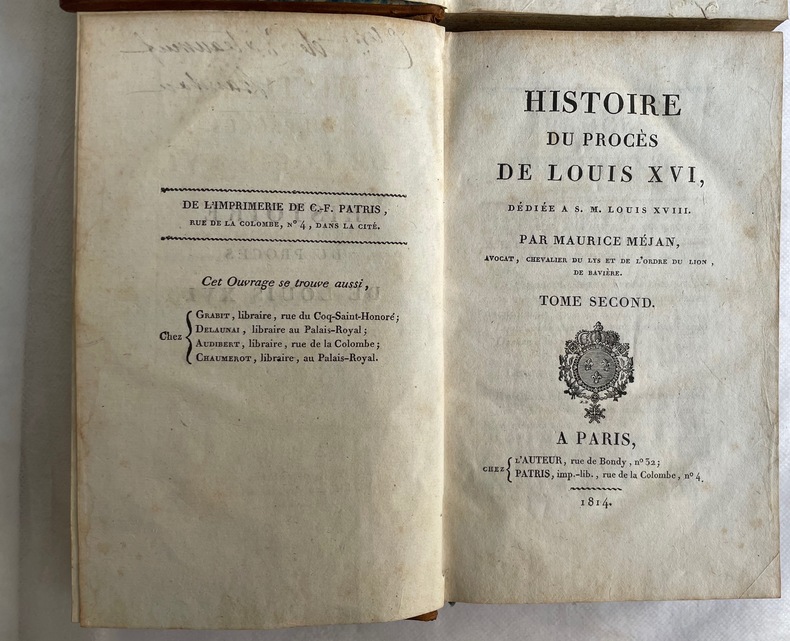 DE L'IMPRIMERIE DE C.-F. PATRIS,
RUE DE LA COLOMBE, N° 4, DANS LA CITÉ.
Cet Ouvrage se trouve aussi,
Chez
GRABIT, libraire, rue du Coq-Saint-Honoré;
DELAUNAI, libraire au Palais-Royal;
AUDIBERT, libraire, rue de la Colombe;
CHAUMEROT, libraire, au Palais-Royal.
HISTOIRE
DU PROCÈS
DE LOUIS XVI,
DÉDIÉE A S. M. LOUIS XVIII.
PAR MAURICE MÉJAN,
AVOCAT, CHEVALIER DU LYS ET DE L'ORDRE DU LION,
DE BAVIÈRE.
TOME SECOND.
A PARIS,
CHEZ
L'AUTEUR, rue de Bondy, n° 32;
PATRIS, imp.-lib., rue de la Colombe, n° 4.
1814.